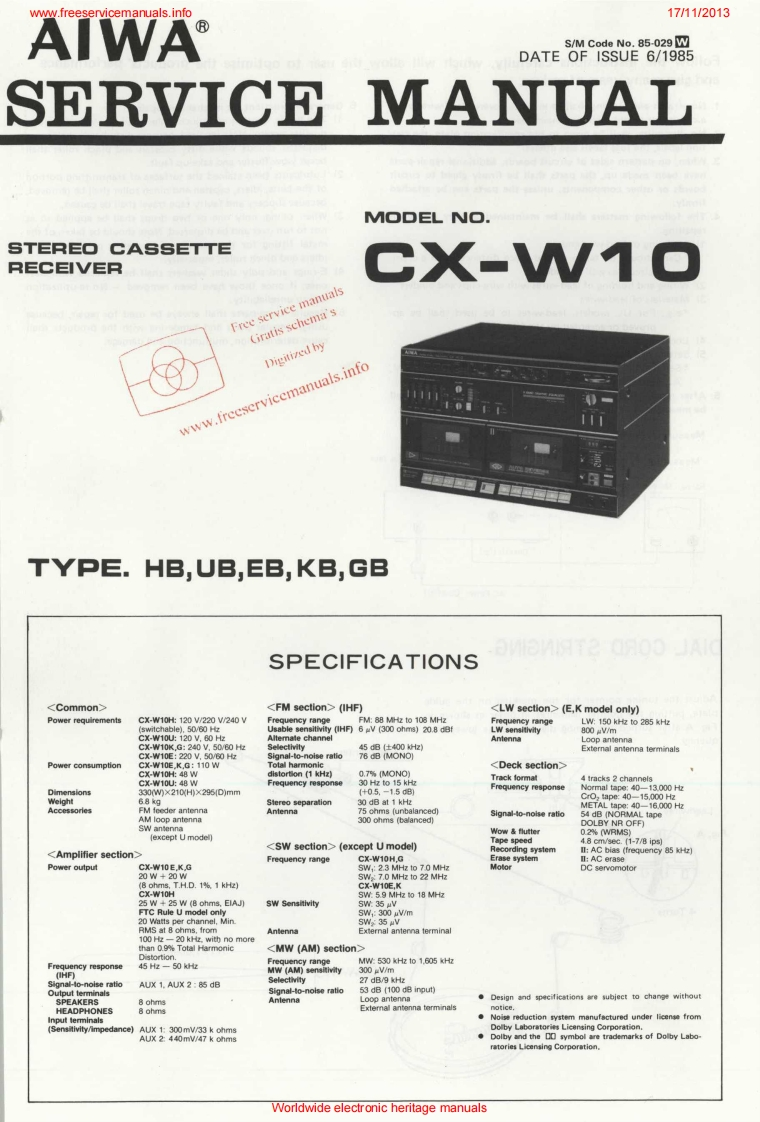 www.freeservicemanuals.info
17/11/2013
AIWA®
S/M Code No. 85-029 W
DATE OF ISSUE 6/1985
SERVICE MANUAL
STEREO CASSETTE
RECEIVER
MODEL NO.
CX-W10
Free service manuals
Gratis schema's
Digitized by
www.freeservicemanuals.info
TYPE. HB,UB,EB,KB,GB
SPECIFICATIONS
<Common>
Power requirements CX-W10H: 120 V/220 V/240 V
(switchable), 50/60 Hz
CX-W10U: 120 V, 60 Hz
CX-W10K,G: 240 V, 50/60 Hz
CX-W10E: 220 V, 50/60 Hz
Power consumption CX-W10E,K,G: 110 W
CX-W10H: 48 W
CX-W10U: 48 W
Dimensions 330(W)×210(H)×295(D)mm
Weight 6.8 kg
Accessories FM feeder antenna
AM loop antenna
SW antenna
(except U model)
<Amplifier section>
Power output CX-W10E,K,G
20 W + 20 W
(8 ohms, T.H.D. 1%, 1 kHz)
CX-W10H
25 W + 25 W (8 ohms, EIAJ)
FTC Rule U model only
20 Watts per channel, Min.
RMS at 8 ohms, from
100 Hz — 20 kHz, with no more
than 0.9% Total Harmonic
Distortion.
Frequency response 45 Hz — 50 kHz
(IHF)
Signal-to-noise ratio AUX 1, AUX 2 : 85 dB
Output terminals
SPEAKERS 8 ohms
HEADPHONES 8 ohms
Input terminals
(Sensitivity/impedance) AUX 1: 300mV/33 k ohms
AUX 2: 440mV/47 k ohms
<FM section> (IHF)
Frequency range FM: 88 MHz to 108 MHz
Usable sensitivity (IHF) 6 μV (300 ohms) 20.8 dBf
Alternate channel
Selectivity 45 dB (±400 kHz)
Signal-to-noise ratio 76 dB (MONO)
Total harmonic
distortion (1 kHz) 0.7% (MONO)
Frequency response 30 Hz to 15 kHz
(+0.5, −1.5 dB)
Stereo separation 30 dB at 1 kHz
Antenna 75 ohms (unbalanced)
300 ohms (balanced)
<SW section> (except U model)
Frequency range CX-W10H,G
SW₁: 2.3 MHz to 7.0 MHz
SW₂: 7.0 MHz to 22 MHz
CX-W10E,K
SW: 5.9 MHz to 18 MHz
SW Sensitivity SW: 35 μV
SW₁: 300 μV/m
SW₂: 35 μV
Antenna External antenna terminal
<MW (AM) section>
Frequency range MW: 530 kHz to 1,605 kHz
MW (AM) sensitivity 300 μV/m
Selectivity 27 dB/9 kHz
Signal-to-noise ratio 53 dB (100 dB input)
Antenna Loop antenna
External antenna terminals
<LW section> (E,K model only)
Frequency range LW: 150 kHz to 285 kHz
LW sensitivity 800 μV/m
Antenna Loop antenna
External antenna terminals
<Deck section>
Track format 4 tracks 2 channels
Frequency response Normal tape: 40—13,000 Hz
CrO₂ tape: 40—15,000 Hz
METAL tape: 40—16,000 Hz
Signal-to-noise ratio 54 dB (NORMAL tape
DOLBY NR OFF)
Wow & flutter 0.2% (WRMS)
Tape speed 4.8 cm/sec. (1-7/8 ips)
Recording system II: AC bias (frequency 85 kHz)
Erase system II: AC erase
Motor DC servomotor
● Design and specifications are subject to change without
notice.
● Noise reduction system manufactured under license from
Dolby Laboratories Licensing Corporation.
● Dolby and the symbol are trademarks of Dolby Labo-
ratories Licensing Corporation.
Worldwide electronic heritage manuals